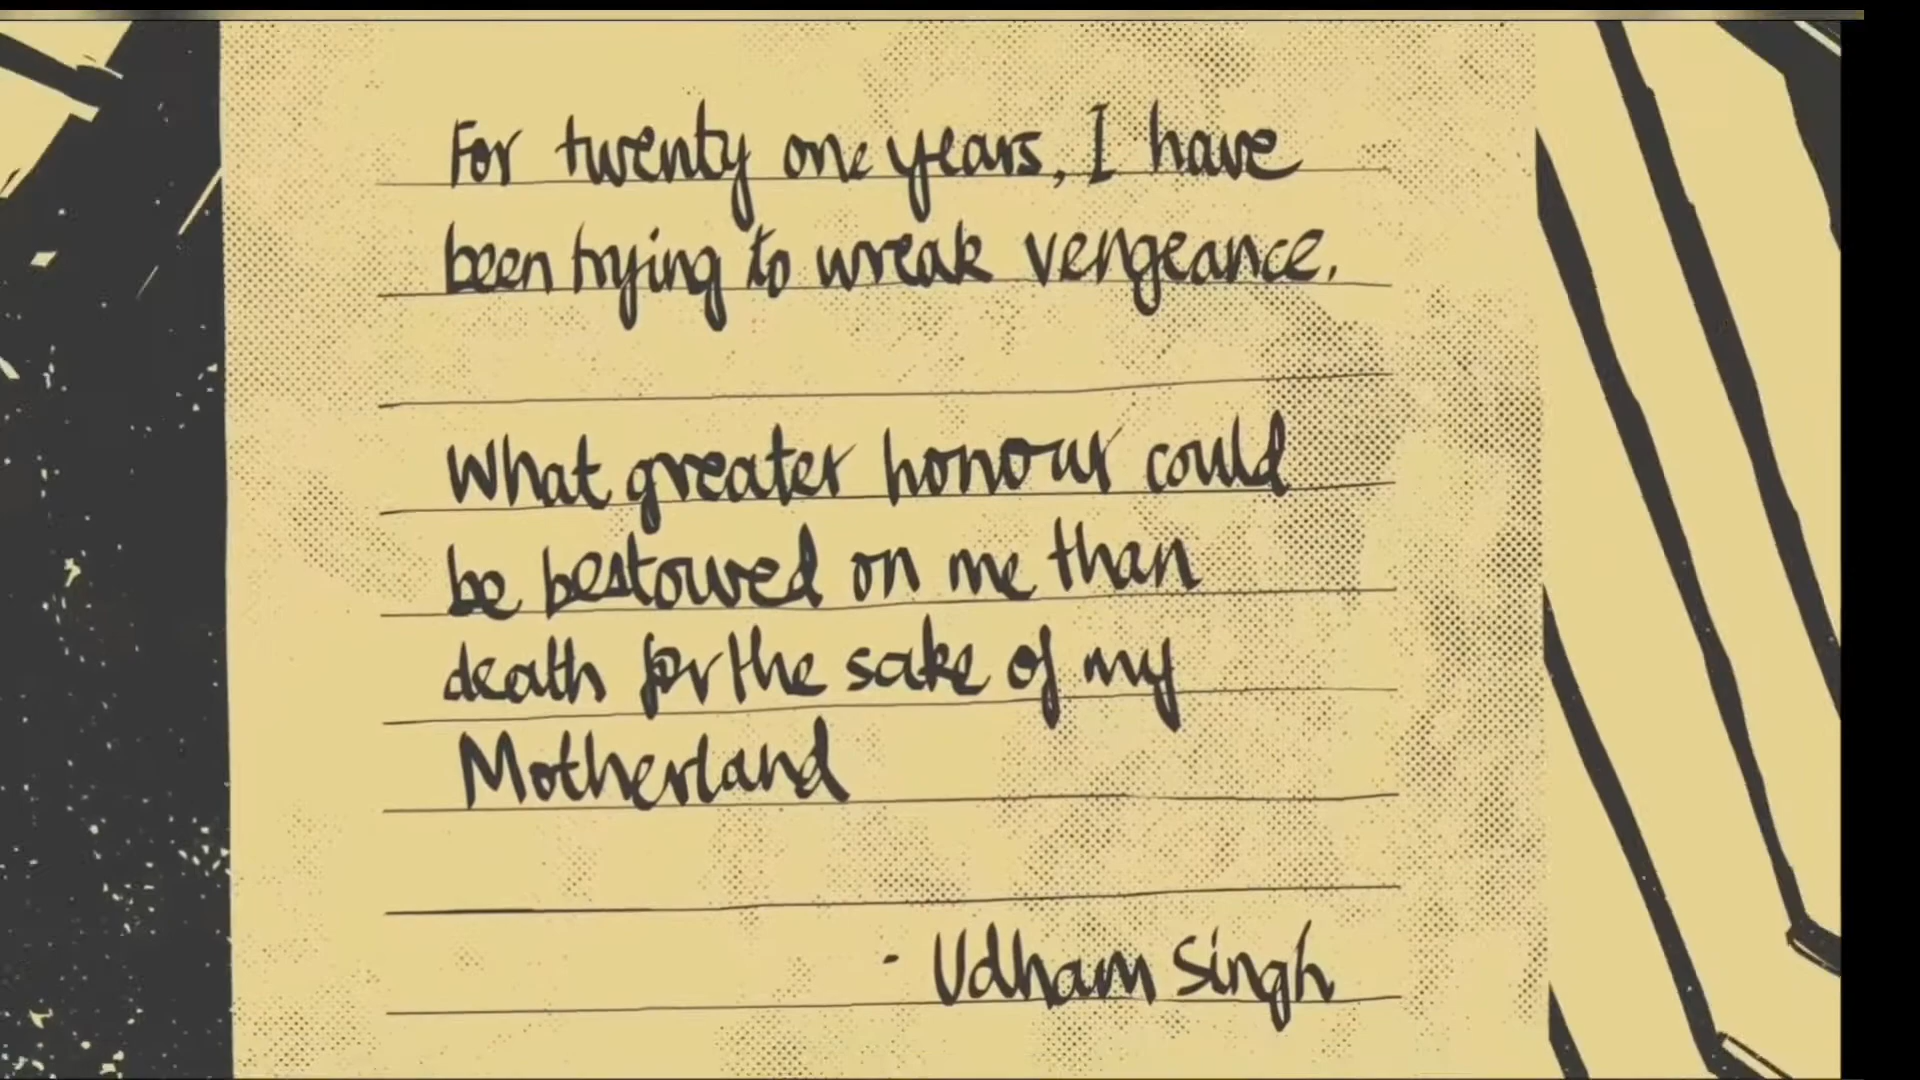 For twenty one years, I have
been trying to wreak vengeance.
What greater honour could
be bestowed on me than
death for the sake of my
Motherland
- Udham Singh